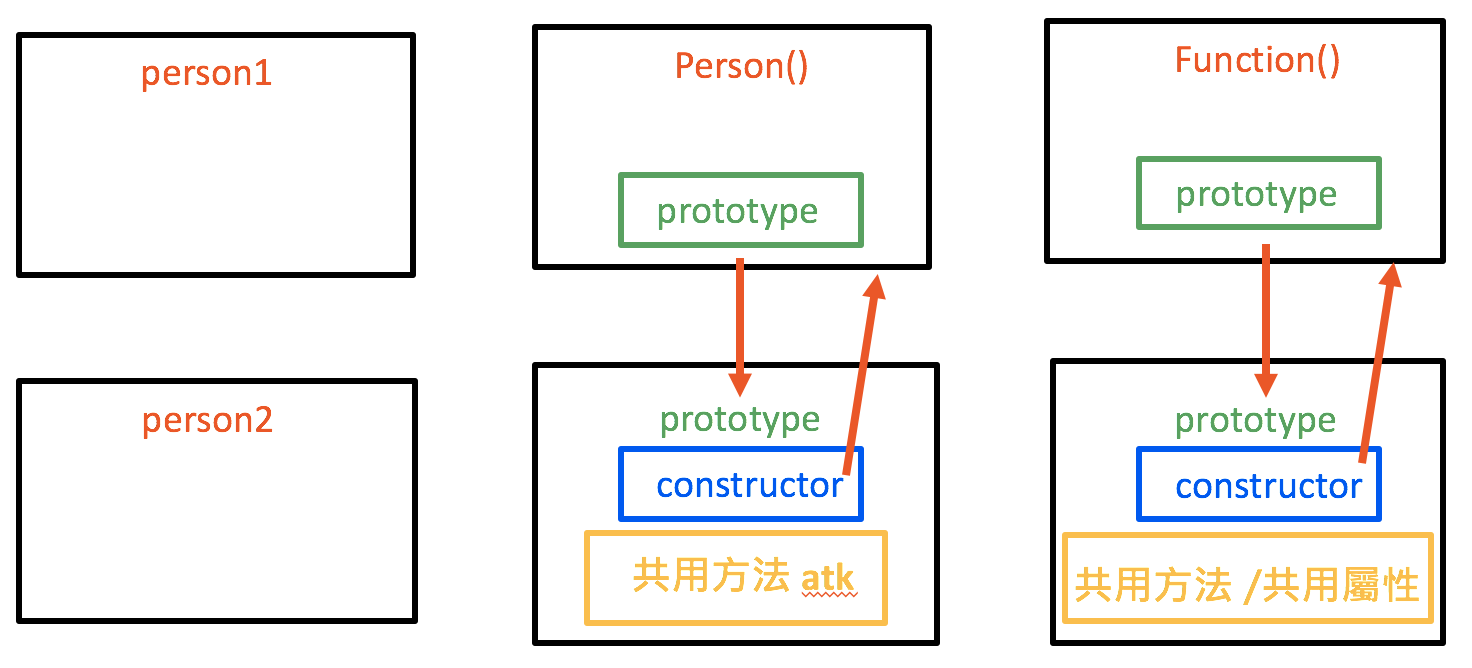 person1
Person()
prototype
Function()
prototype
person2
prototype
constructor
共用方法 atk
prototype
constructor
共用方法 /共用屬性